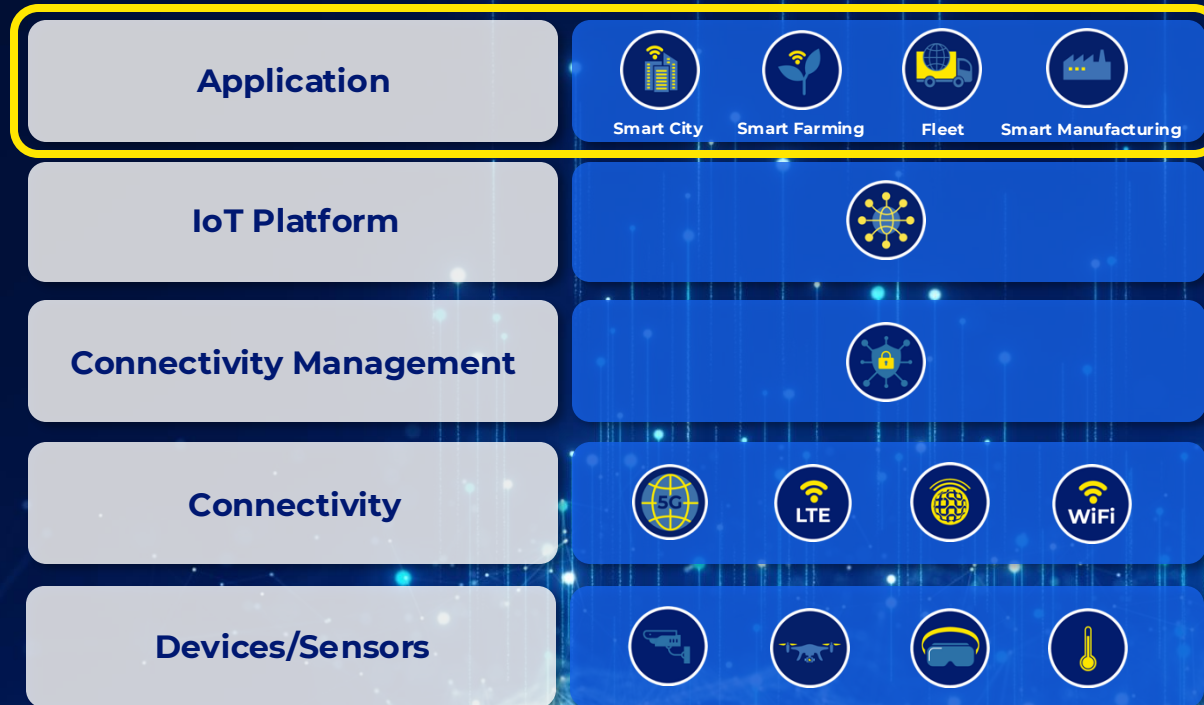 Application
Smart City
Smart Farming
Fleet
Smart Manufacturing
IoT Platform
Connectivity Management
Connectivity
5G
LTE
WiFi
Devices/Sensors